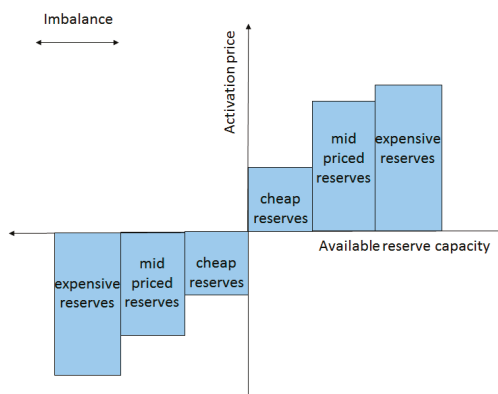 Imbalance
Activation price
mid
priced
reserves
expensive
reserves
cheap
reserves
Available reserve capacity
expensive
reserves
mid
priced
reserves
cheap
reserves